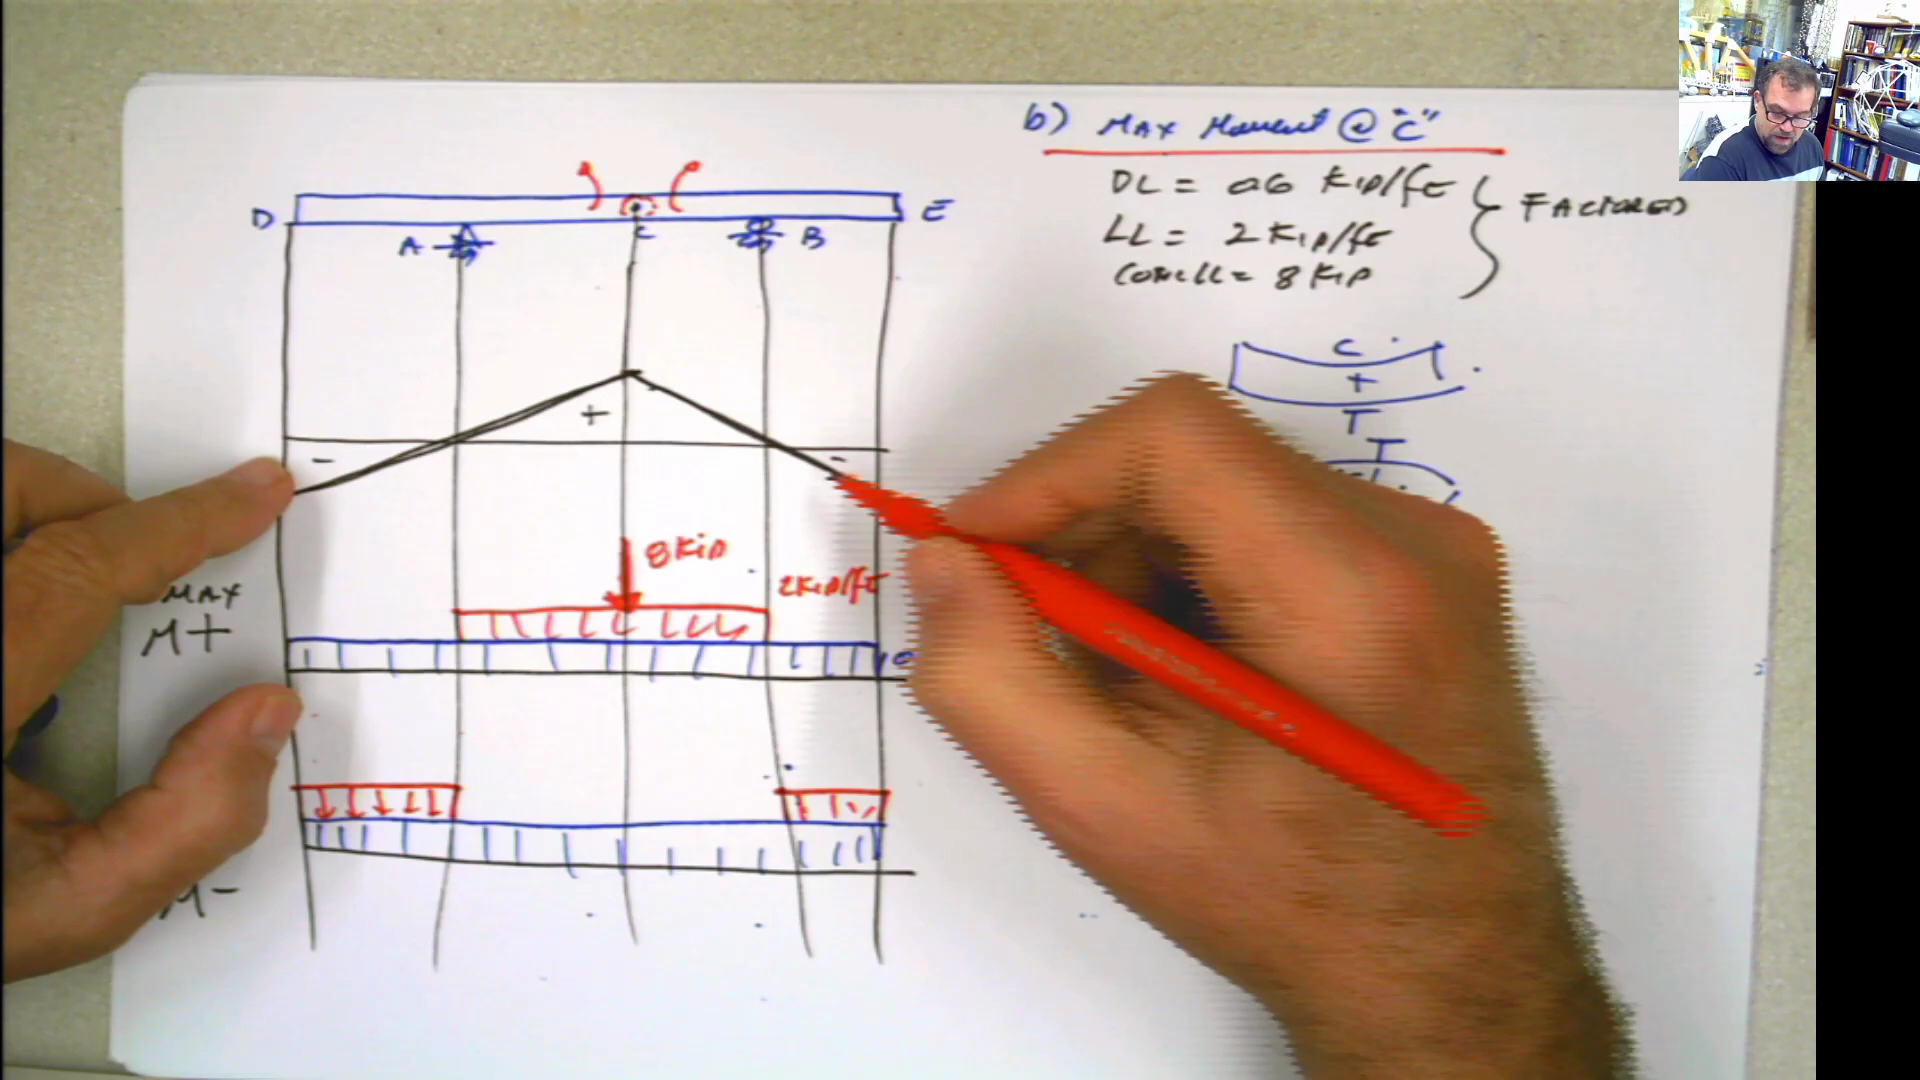 b) MAX Moment @ "C"
DL = 0.6 KIP/ft
LL = 2 KIP/ft
CONC LL = 8 KIP
FACTORED
D
E
A
C
B
C
+
T
T
+
-
-
8 KIP
2 KIP/ft
MAX
M+
M-